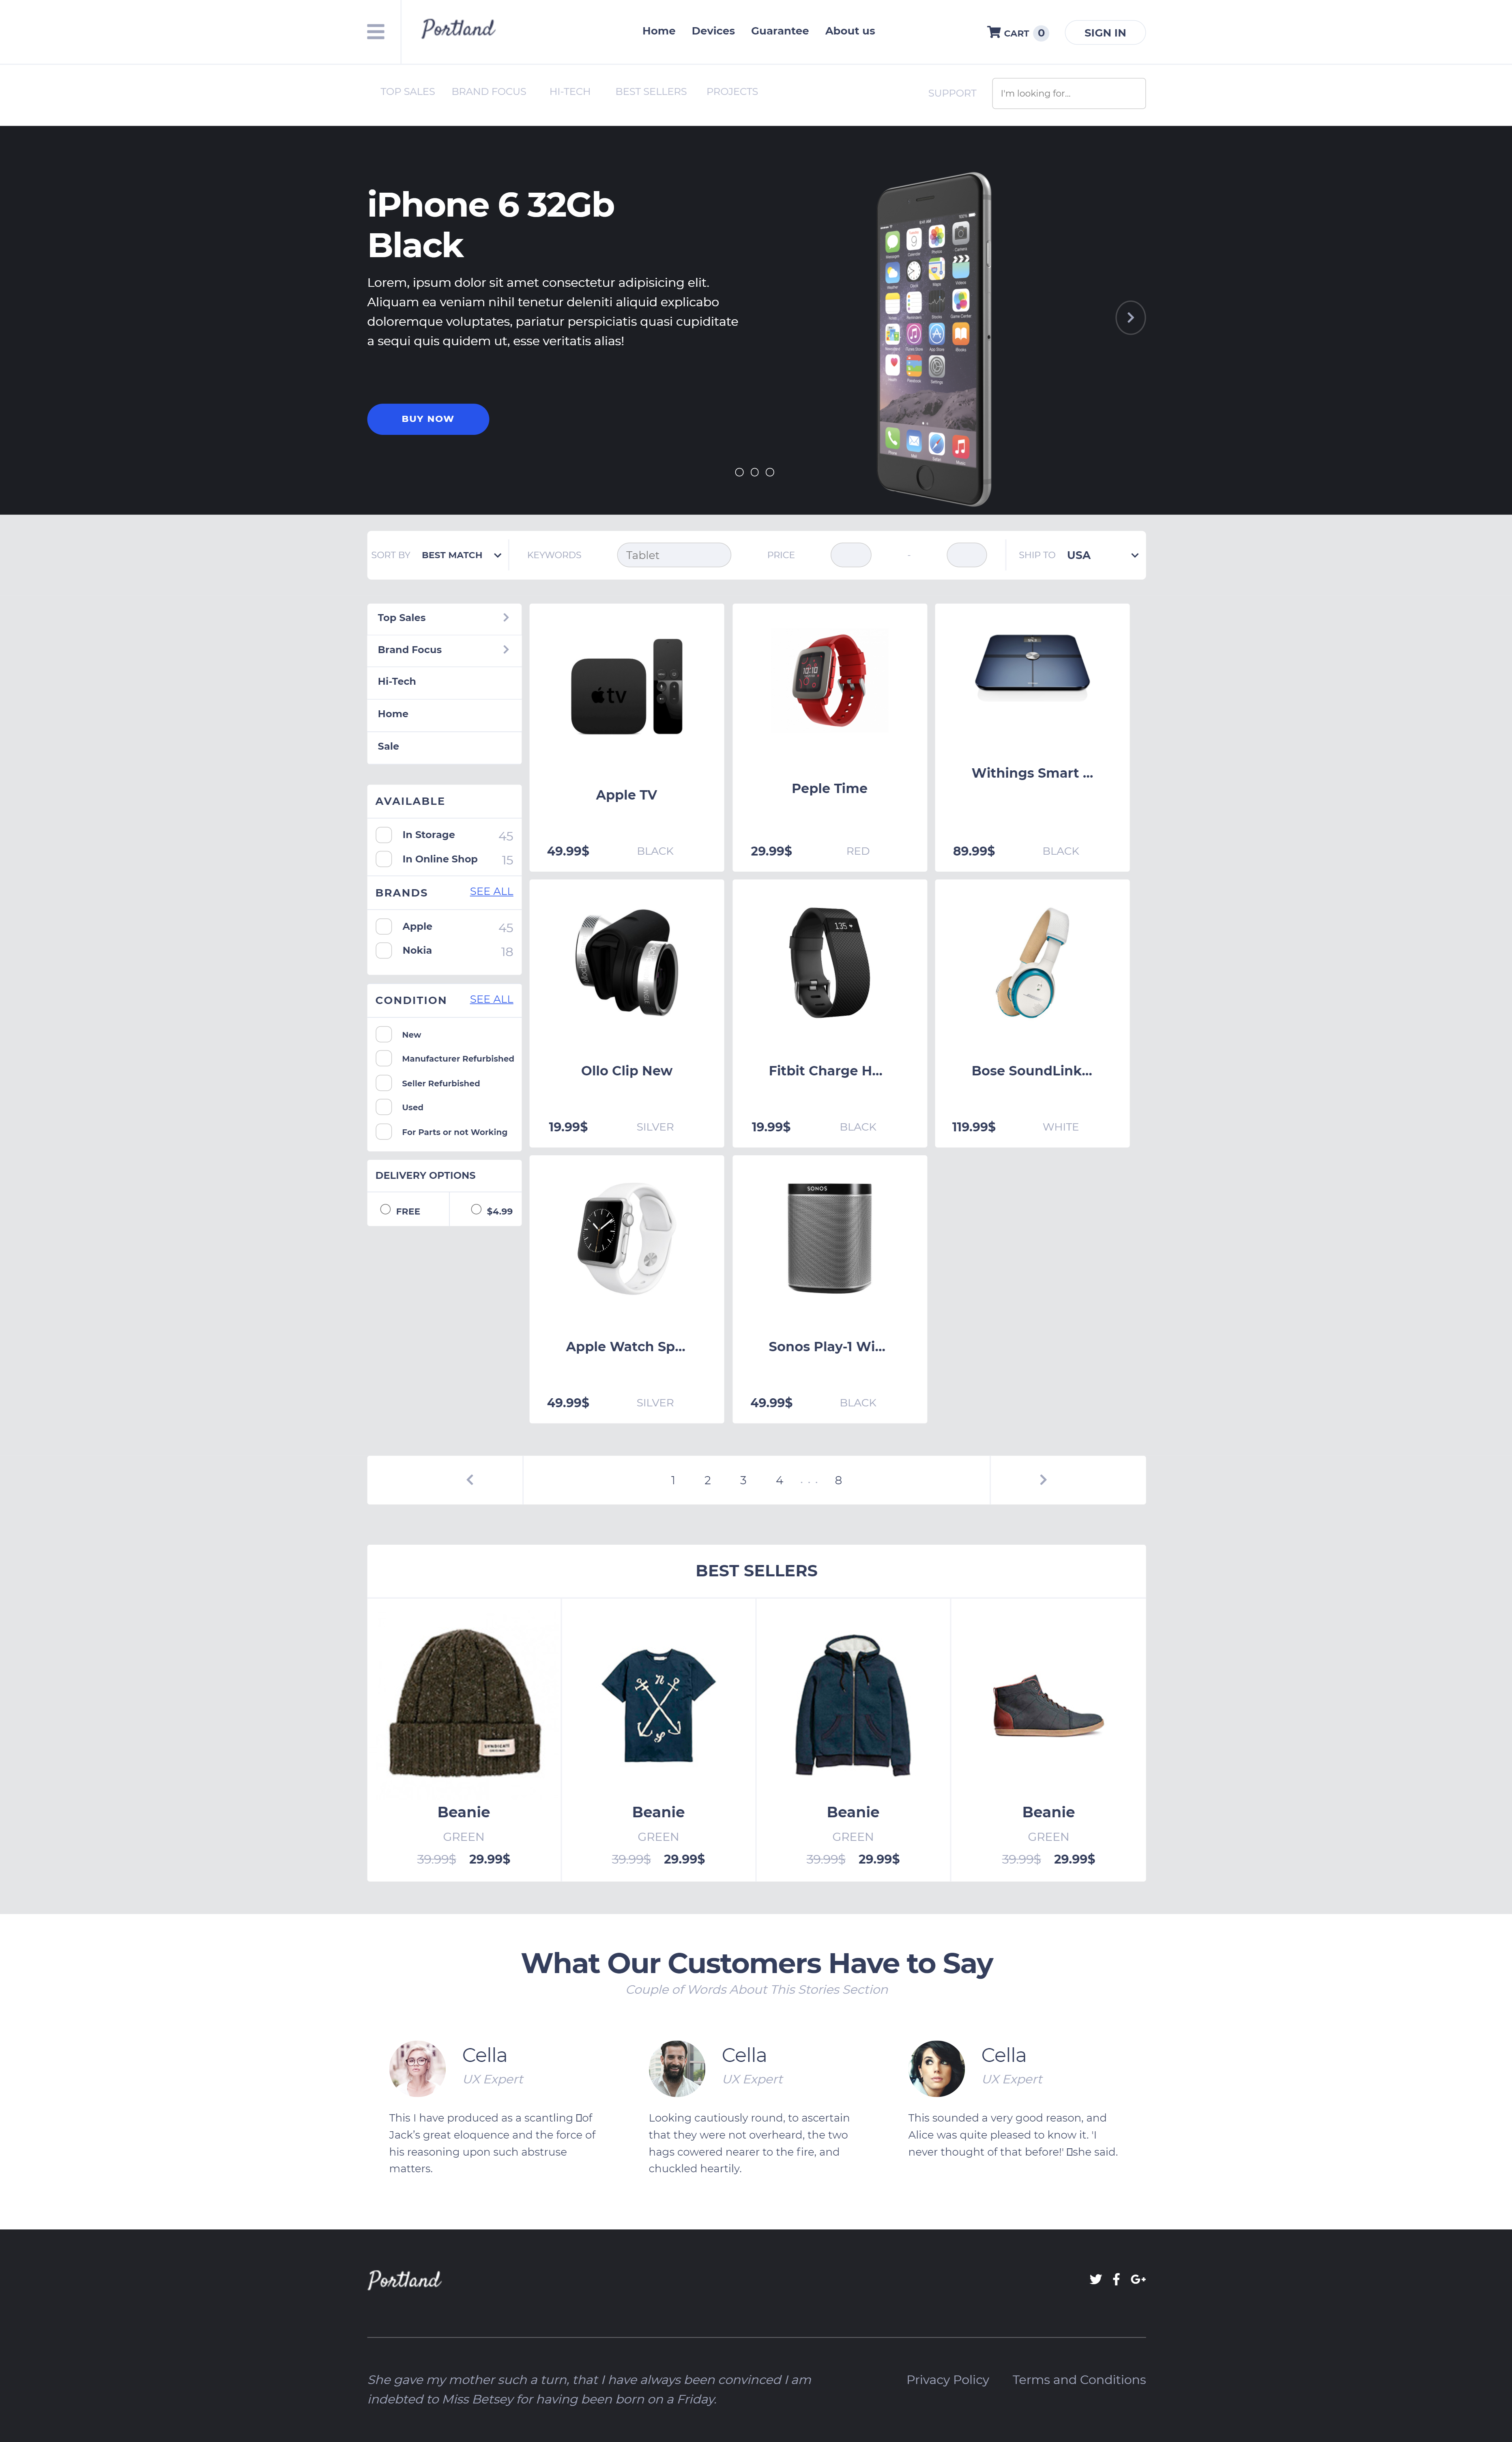 Portland
Home Devices Guarantee About us
CART 0
SIGN IN
TOP SALES BRAND FOCUS HI-TECH BEST SELLERS PROJECTS
SUPPORT
I'm looking for...
iPhone 6 32Gb
Black
Lorem, ipsum dolor sit amet consectetur adipisicing elit.
Aliquam ea veniam nihil tenetur deleniti aliquid explicabo
doloremque voluptates, pariatur perspiciatis quasi cupiditate
a sequi quis quidem ut, esse veritatis alias!
BUY NOW
SORT BY BEST MATCH KEYWORDS Tablet PRICE - SHIP TO USA
Top Sales
Brand Focus
Hi-Tech
Home
Sale
AVAILABLE
In Storage 45
In Online Shop 15
BRANDS SEE ALL
Apple 45
Nokia 18
CONDITION SEE ALL
New
Manufacturer Refurbished
Seller Refurbished
Used
For Parts or not Working
DELIVERY OPTIONS
FREE $4.99
tv
Apple TV
49.99$ BLACK
Peple Time
29.99$ RED
Withings Smart ...
89.99$ BLACK
Ollo Clip New
19.99$ SILVER
135
Fitbit Charge H...
19.99$ BLACK
Bose SoundLink...
119.99$ WHITE
Apple Watch Sp...
49.99$ SILVER
SONOS
Sonos Play-1 Wi...
49.99$ BLACK
1 2 3 4 . . . 8
BEST SELLERS
Beanie
GREEN
39.99$ 29.99$
Beanie
GREEN
39.99$ 29.99$
Beanie
GREEN
39.99$ 29.99$
Beanie
GREEN
39.99$ 29.99$
What Our Customers Have to Say
Couple of Words About This Stories Section
Cella
UX Expert
This I have produced as a scantling of
Jack's great eloquence and the force of
his reasoning upon such abstruse
matters.
Cella
UX Expert
Looking cautiously round, to ascertain
that they were not overheard, the two
hags cowered nearer to the fire, and
chuckled heartily.
Cella
UX Expert
This sounded a very good reason, and
Alice was quite pleased to know it. 'I
never thought of that before!' she said.
Portland
G+
She gave my mother such a turn, that I have always been convinced I am
indebted to Miss Betsey for having been born on a Friday.
Privacy Policy Terms and Conditions